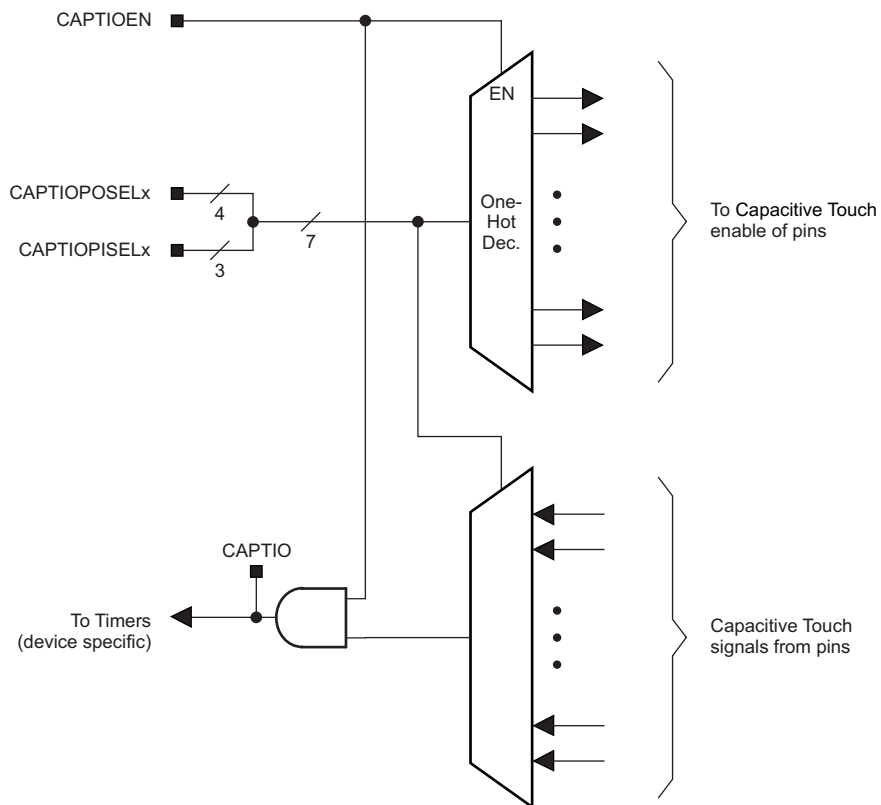 CAPTIOEN
EN
CAPTIOPOSELx
4
CAPTIOPISELx
3
7
One-
Hot
Dec.
To Capacitive Touch
enable of pins
CAPTIO
To Timers
(device specific)
Capacitive Touch
signals from pins